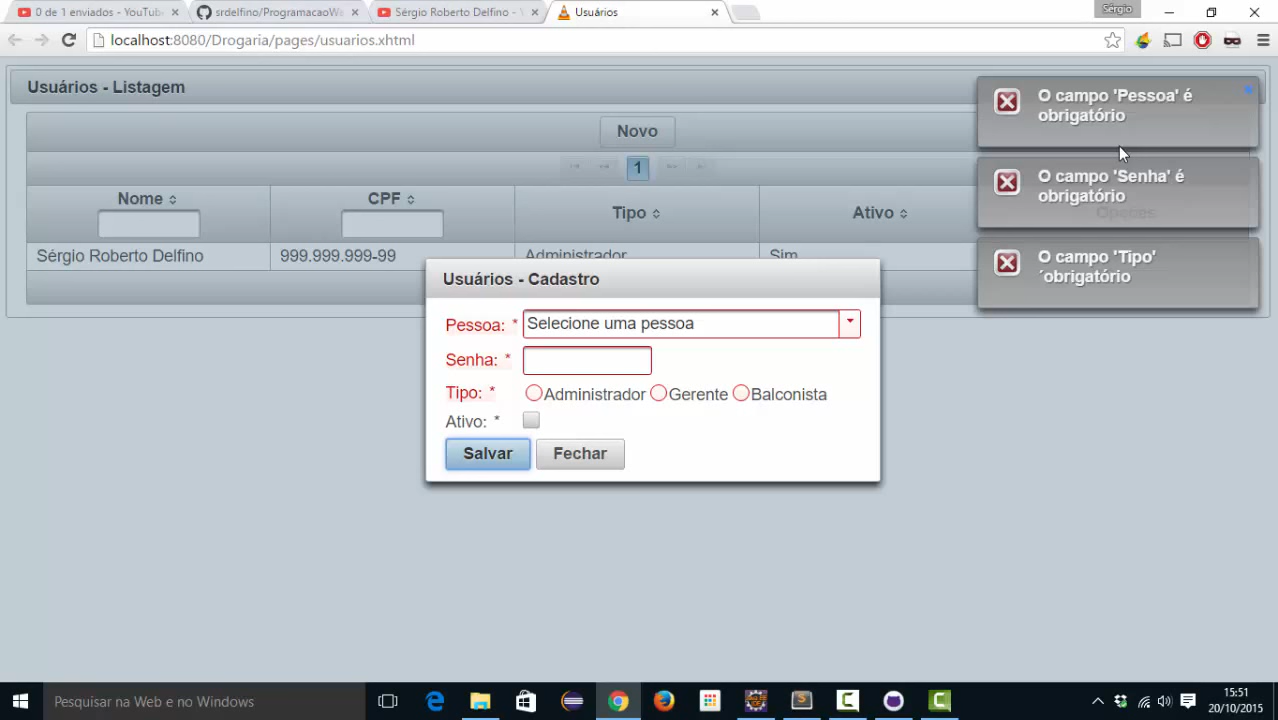 0 de 1 enviados - YouTub
srdelfino/ProgramacaoWa
Sérgio Roberto Delfino - Y
Usuários
Sérgio
localhost:8080/Drogaria/pages/usuarios.xhtml
Usuários - Listagem
Novo
1
Nome
CPF
Tipo
Ativo
Opções
Sérgio Roberto Delfino
999.999.999-99
Administrador
Sim
O campo 'Pessoa' é
obrigatório
O campo 'Senha' é
obrigatório
O campo 'Tipo'
´obrigatório
Usuários - Cadastro
Pessoa: *
Selecione uma pessoa
Senha: *
Tipo: *
Administrador
Gerente
Balconista
Ativo: *
Salvar
Fechar
Pesquisar na Web e no Windows
15:51
20/10/2015